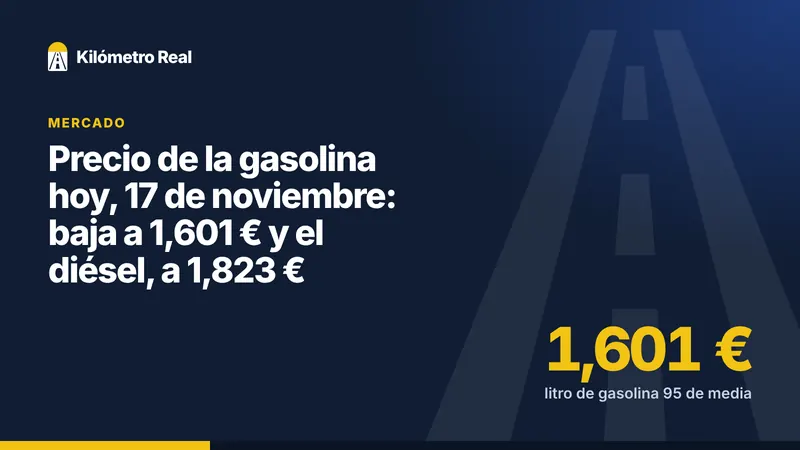 Kilómetro Real
MERCADO
Precio de la gasolina
hoy, 17 de noviembre:
baja a 1,601 € y el
diésel, a 1,823 €
1,601 €
litro de gasolina 95 de media